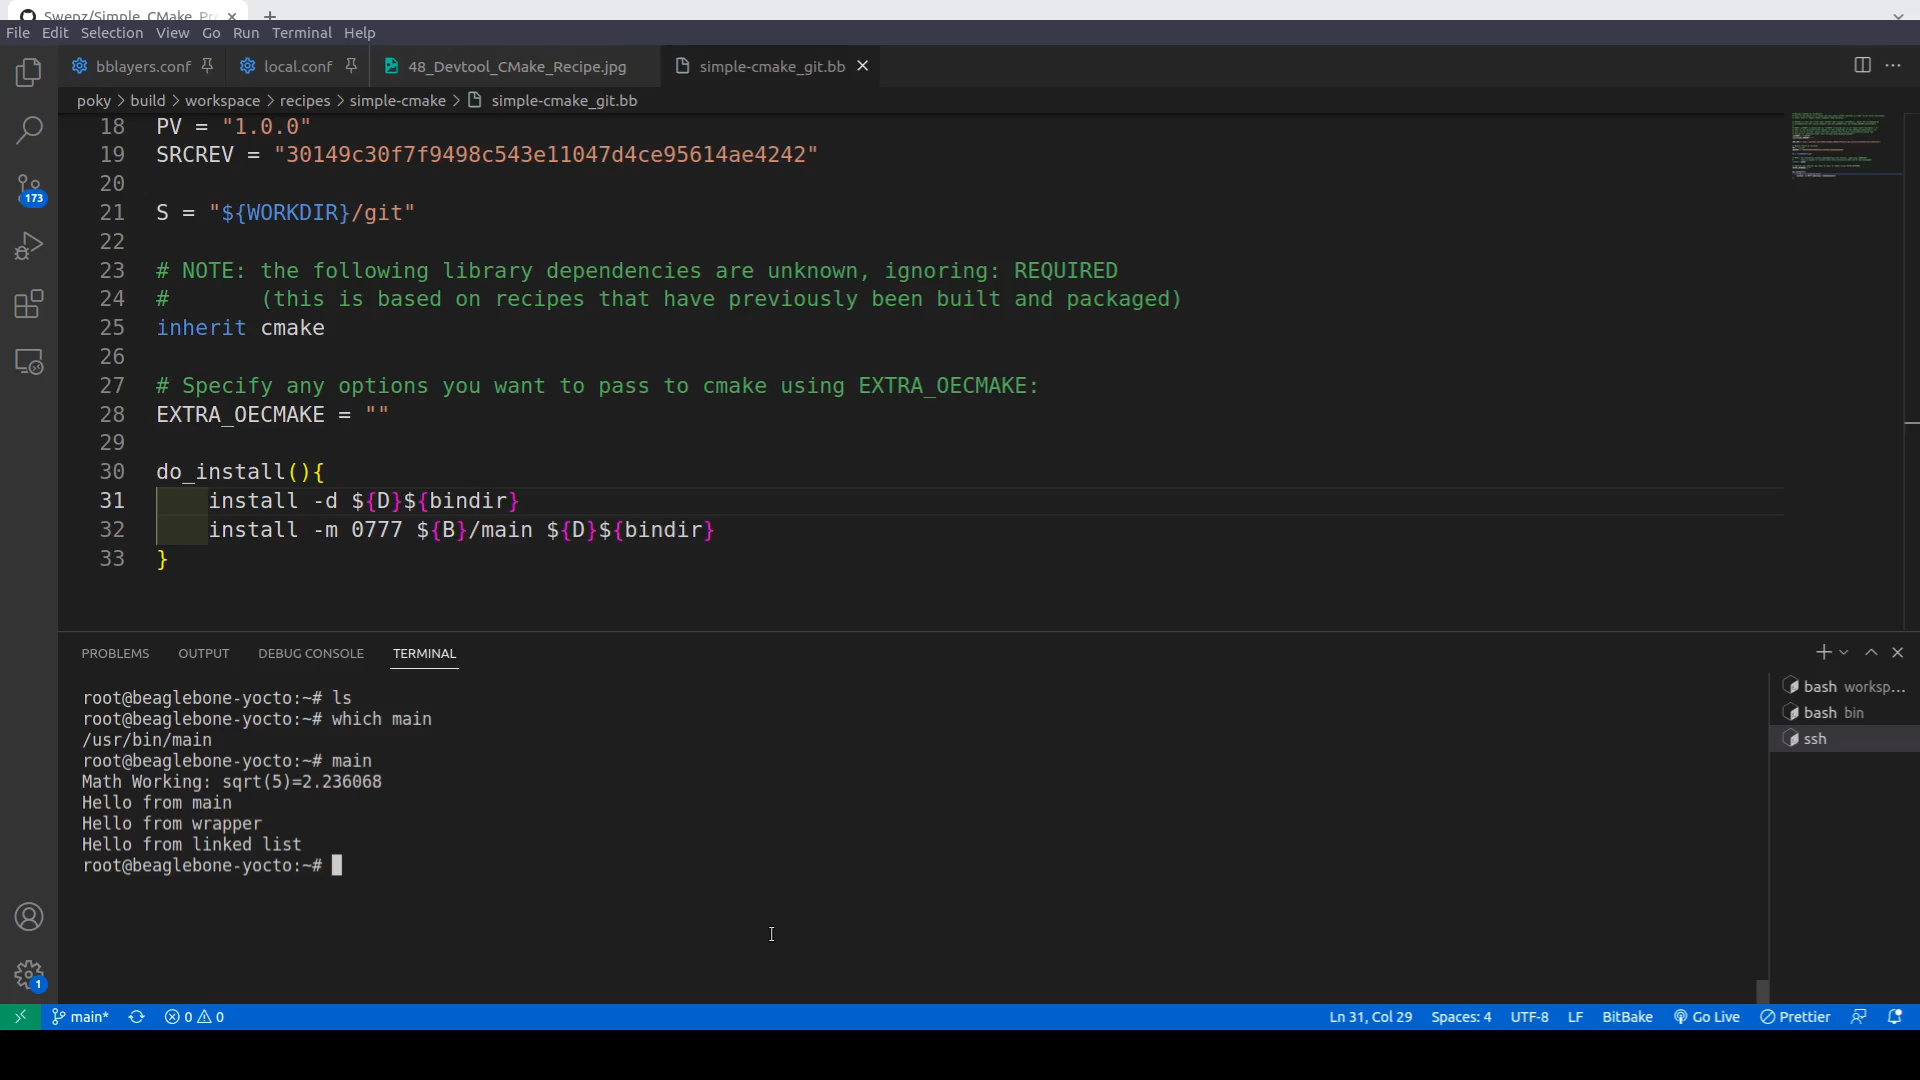 Swepz/Simple_CMake_Pr
File Edit Selection View Go Run Terminal Help
bblayers.conf local.conf 48_Devtool_CMake_Recipe.jpg simple-cmake_git.bb
poky > build > workspace > recipes > simple-cmake > simple-cmake_git.bb
18 PV = "1.0.0"
19 SRCREV = "30149c30f7f9498c543e11047d4ce95614ae4242"
20
21 S = "${WORKDIR}/git"
22
23 # NOTE: the following library dependencies are unknown, ignoring: REQUIRED
24 #       (this is based on recipes that have previously been built and packaged)
25 inherit cmake
26
27 # Specify any options you want to pass to cmake using EXTRA_OECMAKE:
28 EXTRA_OECMAKE = ""
29
30 do_install(){
31     install -d ${D}${bindir}
32     install -m 0777 ${B}/main ${D}${bindir}
33 }
173
PROBLEMS OUTPUT DEBUG CONSOLE TERMINAL
root@beaglebone-yocto:~# ls
root@beaglebone-yocto:~# which main
/usr/bin/main
root@beaglebone-yocto:~# main
Math Working: sqrt(5)=2.236068
Hello from main
Hello from wrapper
Hello from linked list
root@beaglebone-yocto:~#
bash worksp...
bash bin
ssh
1
main* 0 0 Ln 31, Col 29 Spaces: 4 UTF-8 LF BitBake Go Live Prettier